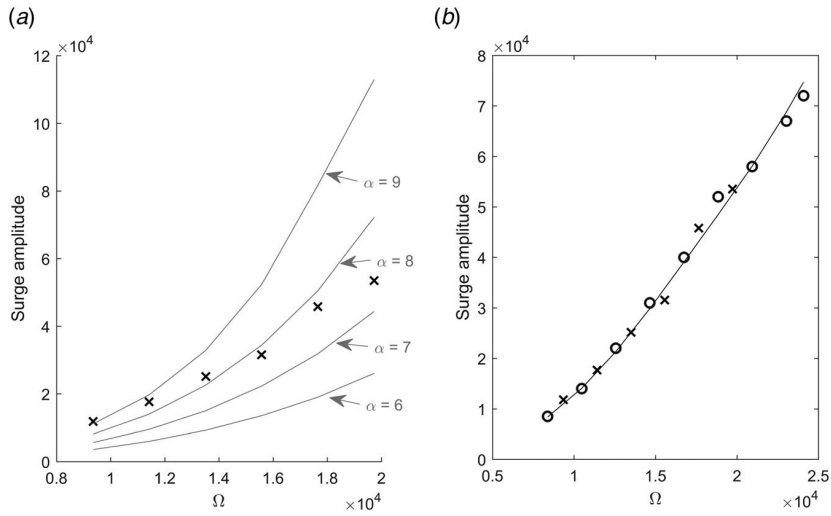 (a)
×10⁴
12
10
8
6
4
2
0
Surge amplitude
α = 9
α = 8
α = 7
α = 6
0.8 1 1.2 1.4 1.6 1.8 2
Ω
×10⁴
(b)
×10⁴
8
7
6
5
4
3
2
1
0
Surge amplitude
0.5 1 1.5 2 2.5
Ω
×10⁴